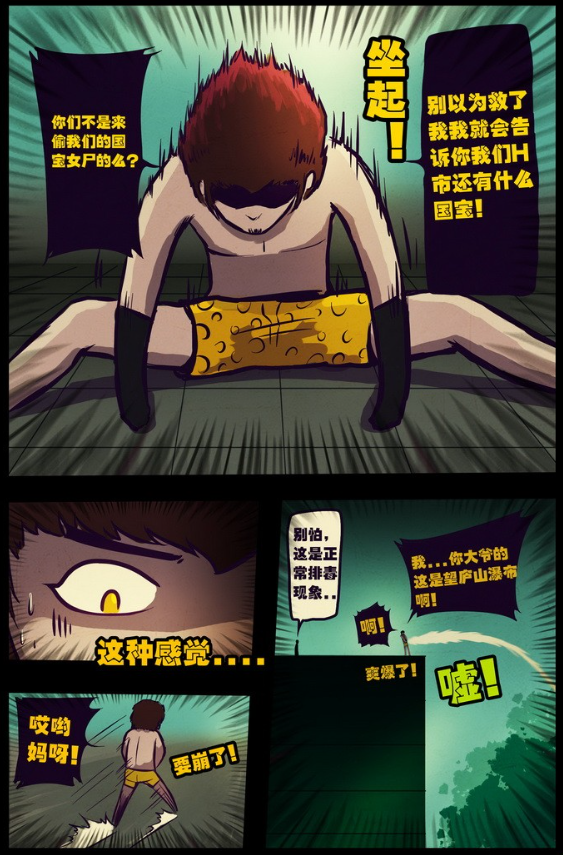 坐起!
别以为救了
我我就会告
诉你我们H
市还有什么
国宝!
你们不是来
偷我们的国
宝女尸的么?
这种感觉....
哎哟
妈呀!
要崩了!
别怕,
这是正
常排毒
现象..
我...你大爷的
这是望庐山瀑布
啊!
啊!
爽爆了!
嘘!